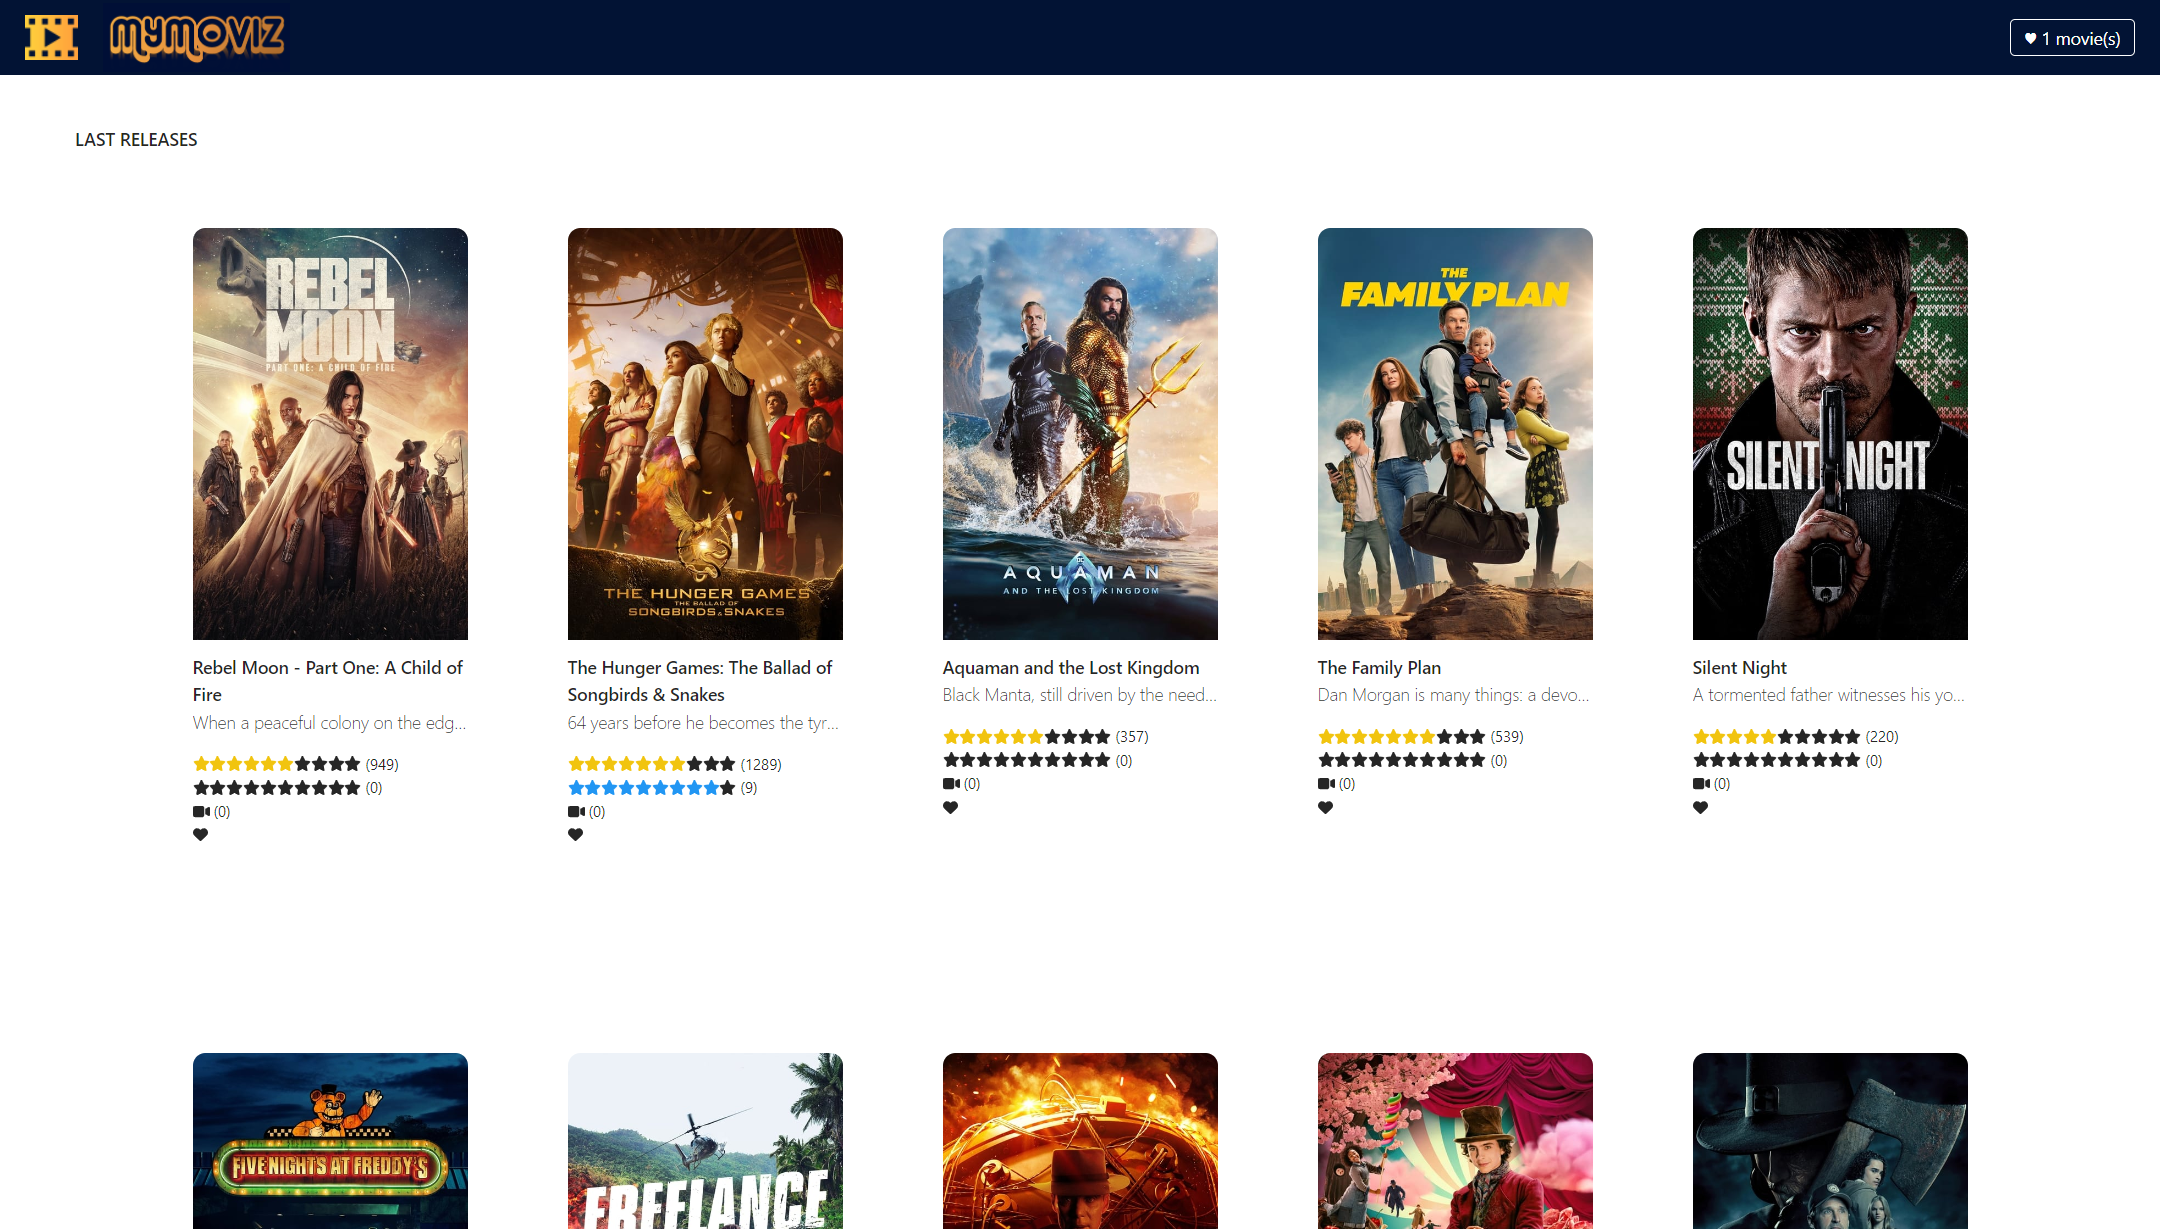 MYMOVIZ
1 movie(s)
LAST RELEASES
REBEL
MOON
PART ONE: A CHILD OF FIRE
THE HUNGER GAMES
THE BALLAD OF
SONGBIRDS & SNAKES
AQUAMAN
AND THE LOST KINGDOM
THE
FAMILY PLAN
SILENT NIGHT
Rebel Moon - Part One: A Child of
Fire
When a peaceful colony on the edg...
(949)
(0)
(0)
The Hunger Games: The Ballad of
Songbirds & Snakes
64 years before he becomes the tyr...
(1289)
(9)
(0)
Aquaman and the Lost Kingdom
Black Manta, still driven by the need...
(357)
(0)
(0)
The Family Plan
Dan Morgan is many things: a devo...
(539)
(0)
(0)
Silent Night
A tormented father witnesses his yo...
(220)
(0)
(0)
FIVE NIGHTS AT FREDDY'S
FREELANCE